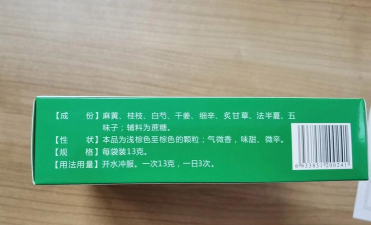 【成 份】麻黄、桂枝、白芍、干姜、细辛、炙甘草、法半夏、五
味子；辅料为蔗糖。
【性 状】本品为浅棕色至棕色的颗粒；气微香，味甜、微辛。
【规 格】每袋装13克。
【用法用量】开水冲服。一次13克，一日3次。